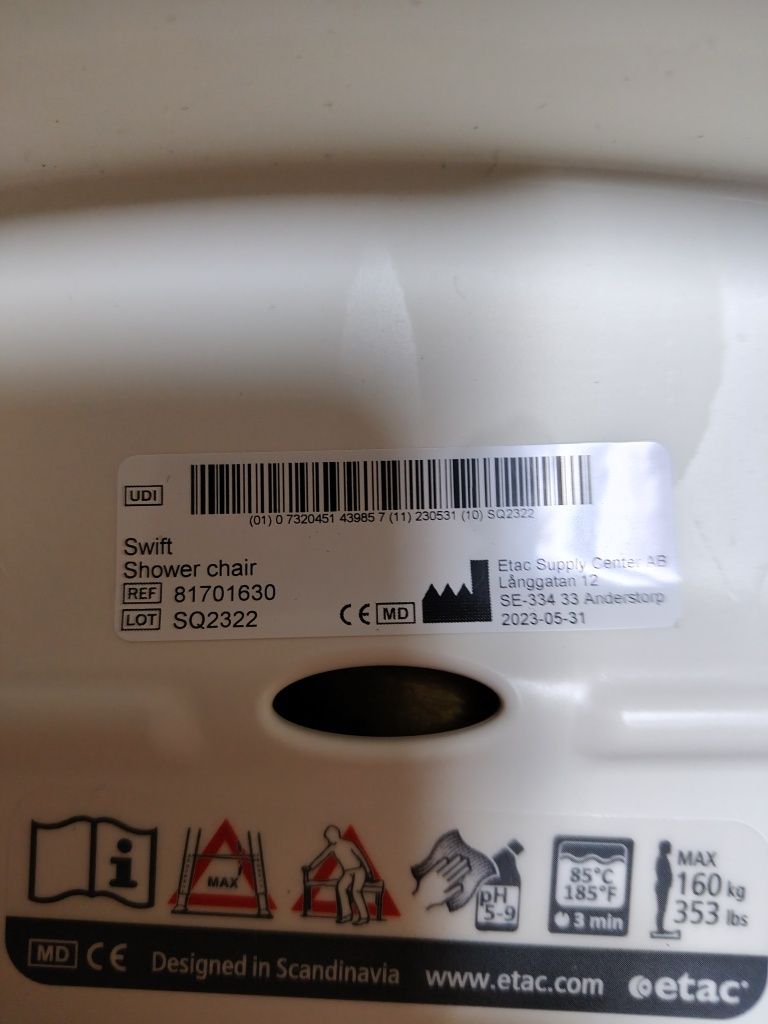 UDI
(01) 0 7320451 43985 7 (11) 230531 (10) SQ2322
Swift
Shower chair
REF 81701630
LOT SQ2322
CE MD
Etac Supply Center AB
Långgatan 12
SE-334 33 Anderstorp
2023-05-31
i
MAX
pH
5-9
85°C
185°F
3 min
MAX
160 kg
353 lbs
MD CE Designed in Scandinavia www.etac.com etac